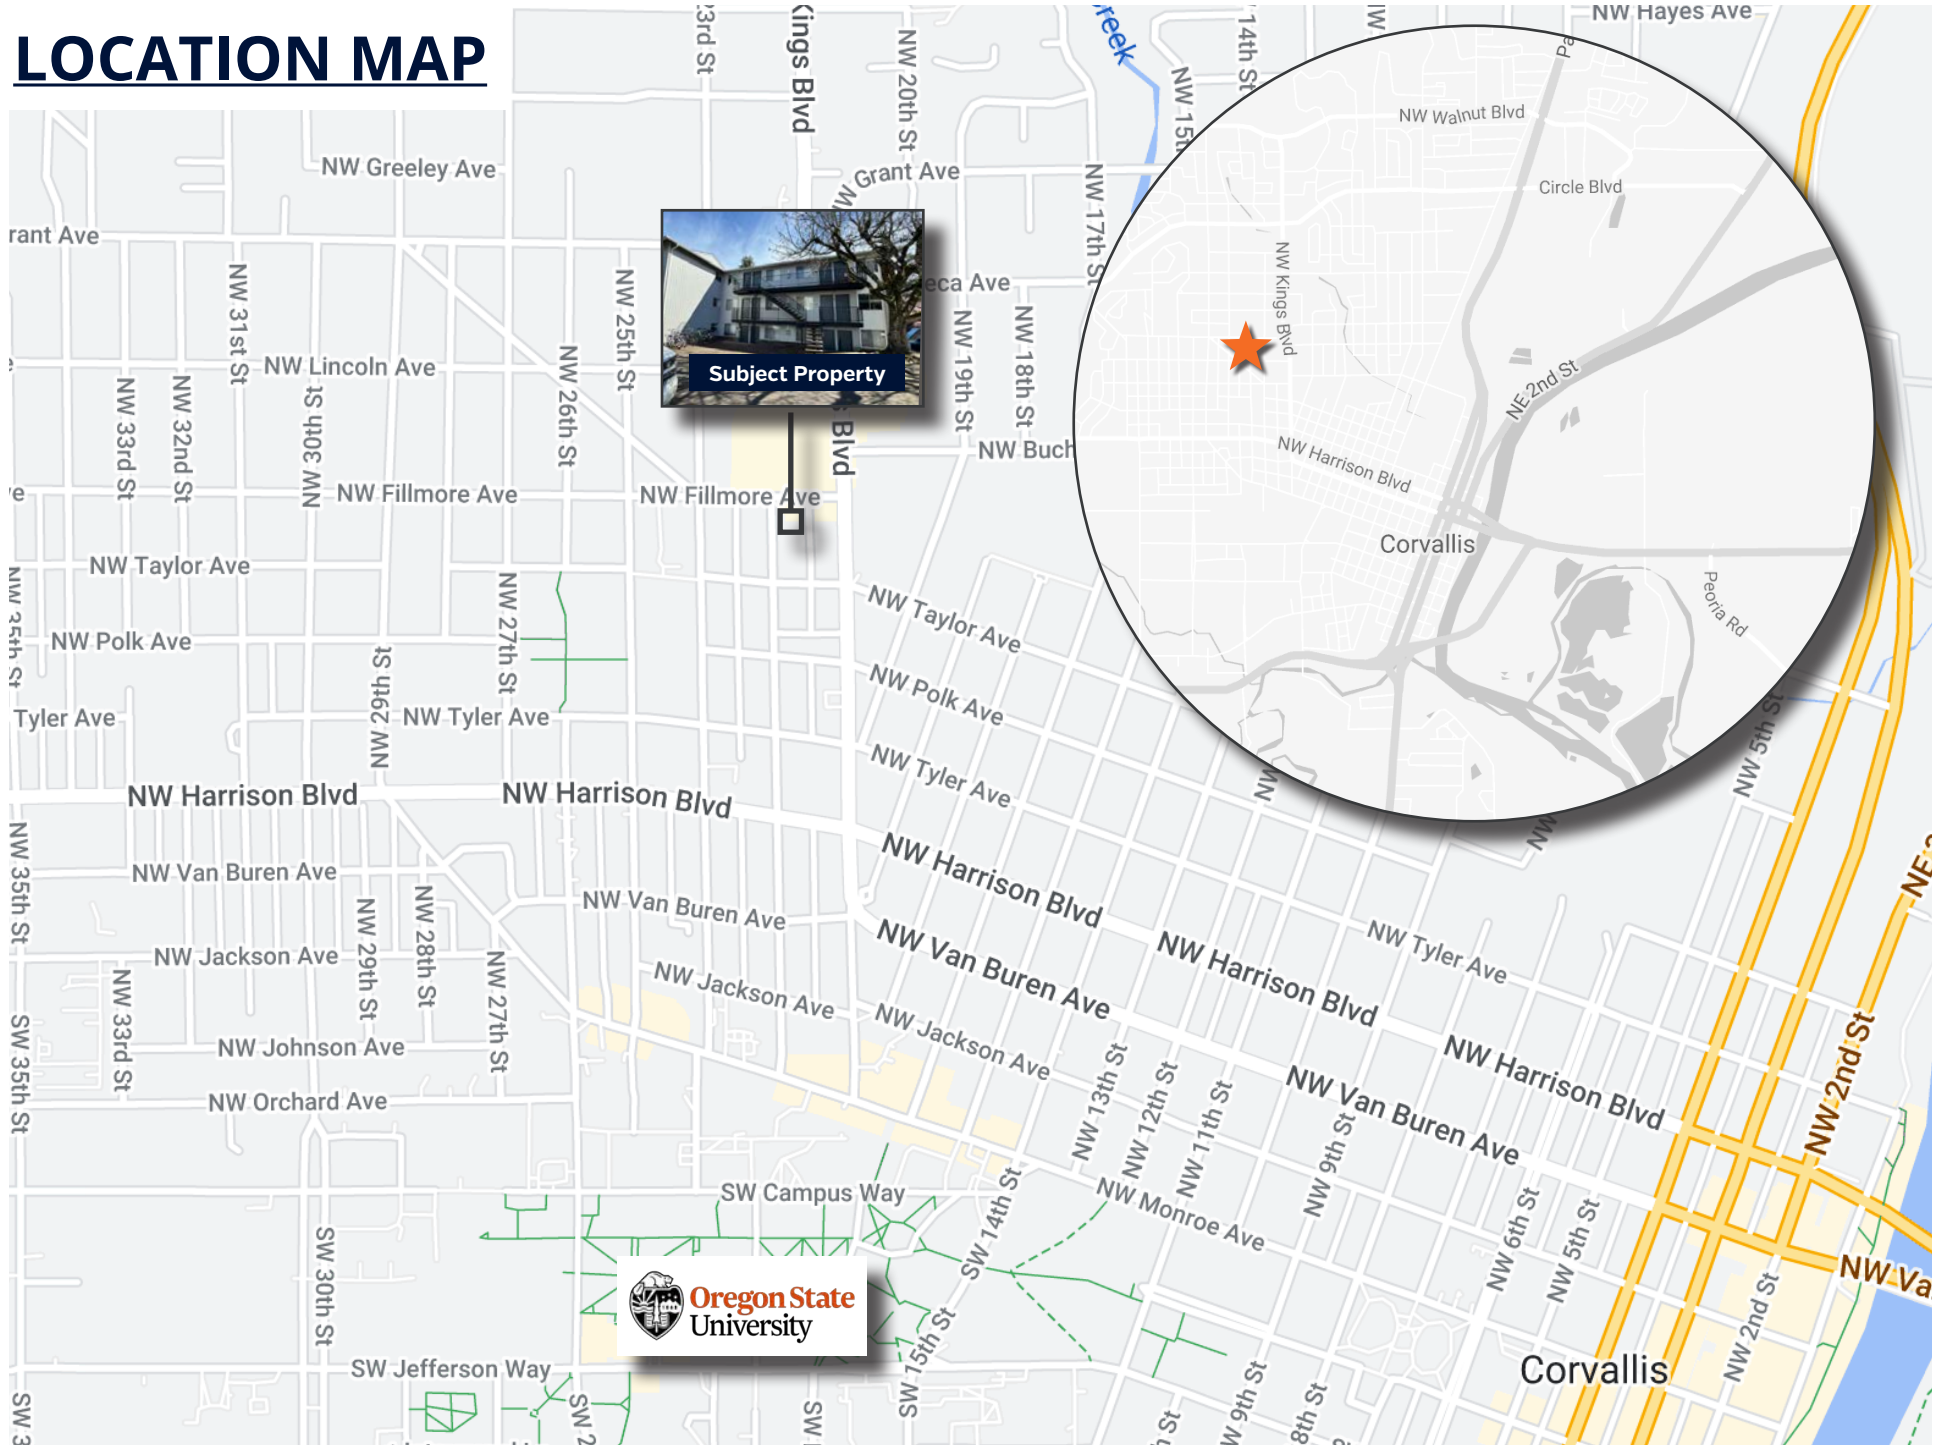 LOCATION MAP
Kings Blvd
NW 20th St
14th St
NW Hayes Ave
NW Greeley Ave
Grant Ave
NW 17th St
NW 31st St
NW 25th St
NW Lincoln Ave
NW 33rd St
NW 32nd St
NW 30th St
NW 26th St
NW 19th St
NW 18th St
Subject Property
Blvd
NW Fillmore Ave
NW Fillmore Ave
NW Taylor Ave
NW Taylor Ave
NW 35th St
NW Polk Ave
NW Polk Ave
NW 27th St
NW 29th St
Tyler Ave
NW Tyler Ave
NW Tyler Ave
NW Tyler Ave
NW Harrison Blvd
NW Harrison Blvd
NW Harrison Blvd
NW Harrison Blvd
NW Harrison Blvd
NW 35th St
NW Van Buren Ave
NW Van Buren Ave
NW Van Buren Ave
NW Van Buren Ave
NW 29th St
NW 28th St
NW 27th St
NW Jackson Ave
NW Jackson Ave
NW Jackson Ave
NW 33rd St
SW 35th St
NW Johnson Ave
NW Orchard Ave
NW 13th St
NW 12th St
NW 11th St
NW 9th St
NW 6th St
NW 5th St
NW 5th St
NW 2nd St
NW 2nd St
NW Monroe Ave
SW Campus Way
SW 14th St
SW 15th St
SW 30th St
SW Jefferson Way
SW 9th St
8th St
Oregon State
University
Corvallis
NW Walnut Blvd
Circle Blvd
NW Kings Blvd
NE 2nd St
NW Harrison Blvd
Corvallis
Peoria Rd